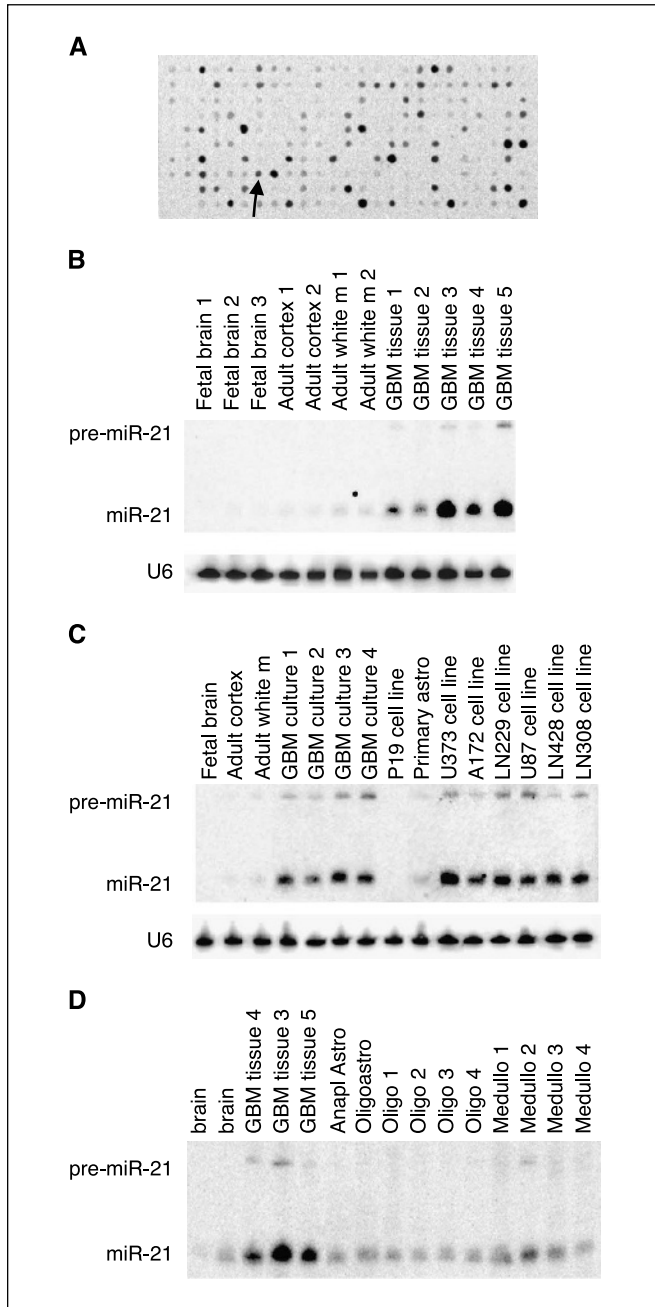 A
B
Fetal brain 1
Fetal brain 2
Fetal brain 3
Adult cortex 1
Adult cortex 2
Adult white m 1
Adult white m 2
GBM tissue 1
GBM tissue 2
GBM tissue 3
GBM tissue 4
GBM tissue 5
pre-miR-21
miR-21
U6
C
Fetal brain
Adult cortex
Adult white m
GBM culture 1
GBM culture 2
GBM culture 3
GBM culture 4
P19 cell line
Primary astro
U373 cell line
A172 cell line
LN229 cell line
U87 cell line
LN428 cell line
LN308 cell line
pre-miR-21
miR-21
U6
D
brain
brain
GBM tissue 4
GBM tissue 3
GBM tissue 5
Anapl Astro
Oligoastro
Oligo 1
Oligo 2
Oligo 3
Oligo 4
Medullo 1
Medullo 2
Medullo 3
Medullo 4
pre-miR-21
miR-21